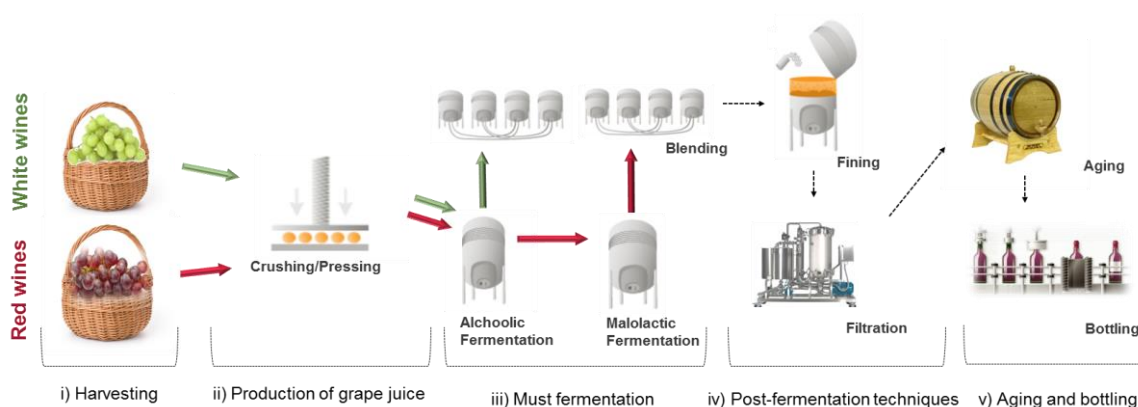 White wines
Red wines
Crushing/Pressing
Alchoolic
Fermentation
Malolactic
Fermentation
Blending
Fining
Filtration
Aging
Bottling
i) Harvesting
ii) Production of grape juice
iii) Must fermentation
iv) Post-fermentation techniques
v) Aging and bottling